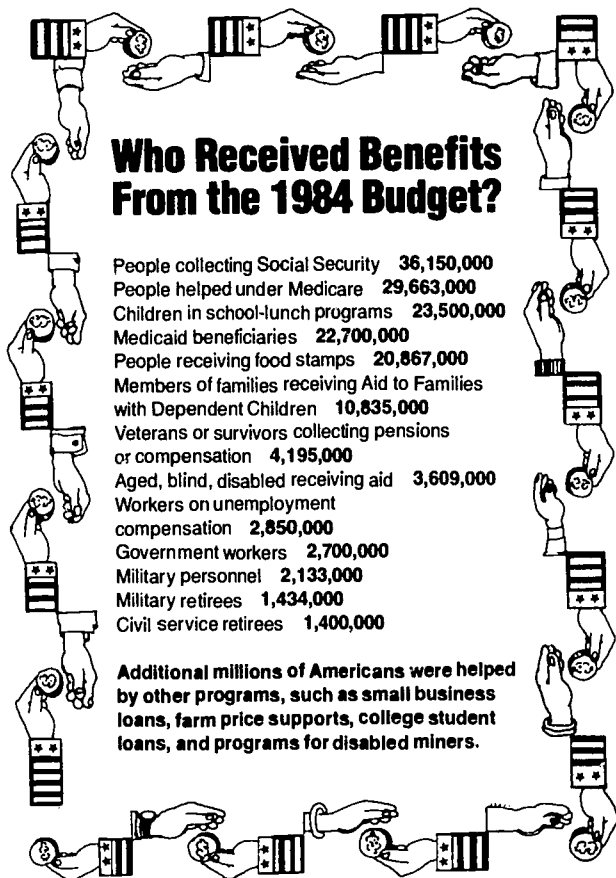 Who Received Benefits
From the 1984 Budget?
People collecting Social Security 36,150,000
People helped under Medicare 29,663,000
Children in school-lunch programs 23,500,000
Medicaid beneficiaries 22,700,000
People receiving food stamps 20,867,000
Members of families receiving Aid to Families
with Dependent Children 10,835,000
Veterans or survivors collecting pensions
or compensation 4,195,000
Aged, blind, disabled receiving aid 3,609,000
Workers on unemployment
compensation 2,850,000
Government workers 2,700,000
Military personnel 2,133,000
Military retirees 1,434,000
Civil service retirees 1,400,000
Additional millions of Americans were helped
by other programs, such as small business
loans, farm price supports, college student
loans, and programs for disabled miners.